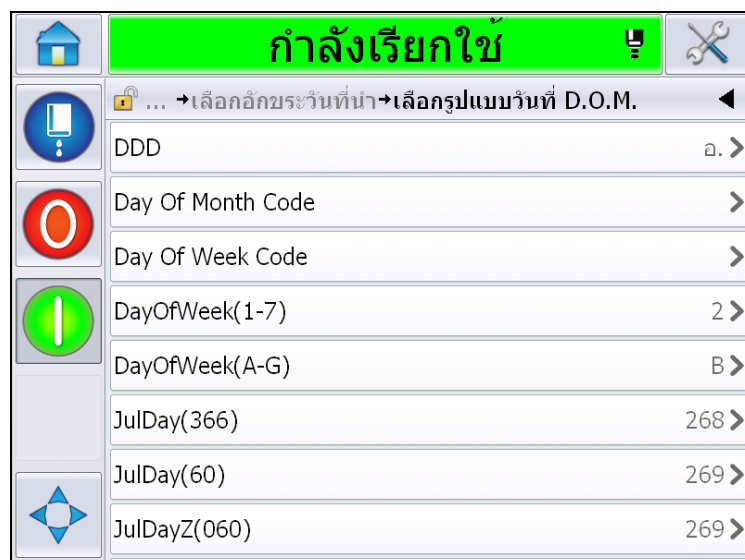 กำลังเรียกใช้
... →เลือกอักขระวันที่นำ→เลือกรูปแบบวันที่ D.O.M.
DDD อ.
Day Of Month Code
Day Of Week Code
DayOfWeek(1-7) 2
DayOfWeek(A-G) B
JulDay(366) 268
JulDay(60) 269
JulDayZ(060) 269